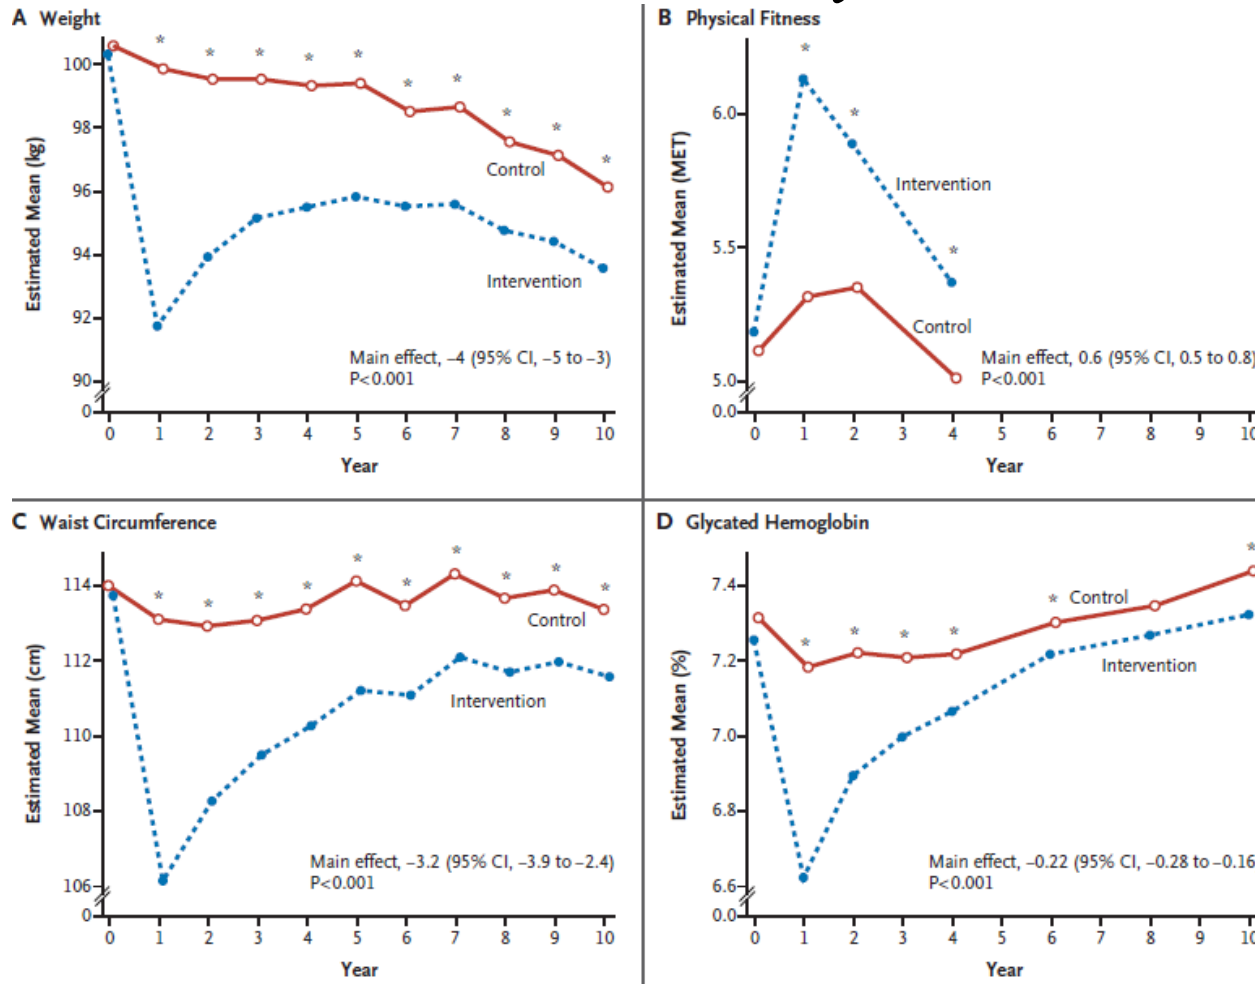 A Weight
* * * * * * * * * *
Estimated Mean (kg)
100
98
96
94
92
90
0
Control
Intervention
Main effect, −4 (95% CI, −5 to −3)
P<0.001
0 1 2 3 4 5 6 7 8 9 10
Year
B Physical Fitness
* * *
Estimated Mean (MET)
6.0
5.5
5.0
0.0
Intervention
Control
Main effect, 0.6 (95% CI, 0.5 to 0.8)
P<0.001
0 1 2 3 4 5 6 7 8 9 10
Year
C Waist Circumference
* * * * * * * * * *
Estimated Mean (cm)
114
112
110
108
106
0
Control
Intervention
Main effect, −3.2 (95% CI, −3.9 to −2.4)
P<0.001
0 1 2 3 4 5 6 7 8 9 10
Year
D Glycated Hemoglobin
* * * * * *
Estimated Mean (%)
7.4
7.2
7.0
6.8
6.6
0.0
Control
Intervention
Main effect, −0.22 (95% CI, −0.28 to −0.16
P<0.001
0 1 2 3 4 5 6 7 8 9 10
Year